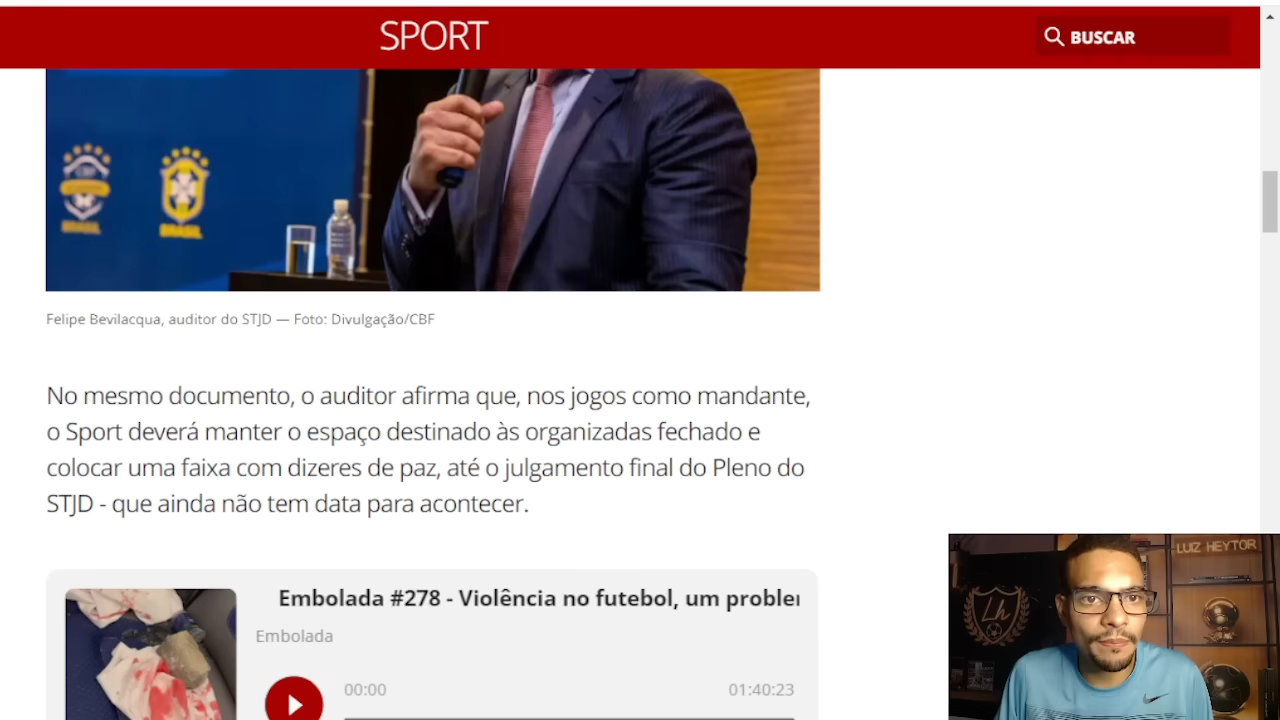 SPORT
BUSCAR
CBF
BRASIL
BRASIL
Felipe Bevilacqua, auditor do STJD — Foto: Divulgação/CBF
No mesmo documento, o auditor afirma que, nos jogos como mandante,
o Sport deverá manter o espaço destinado às organizadas fechado e
colocar uma faixa com dizeres de paz, até o julgamento final do Pleno do
STJD - que ainda não tem data para acontecer.
Embolada #278 - Violência no futebol, um probler
Embolada
00:00
01:40:23
LUIZ HEYTOR
Lh